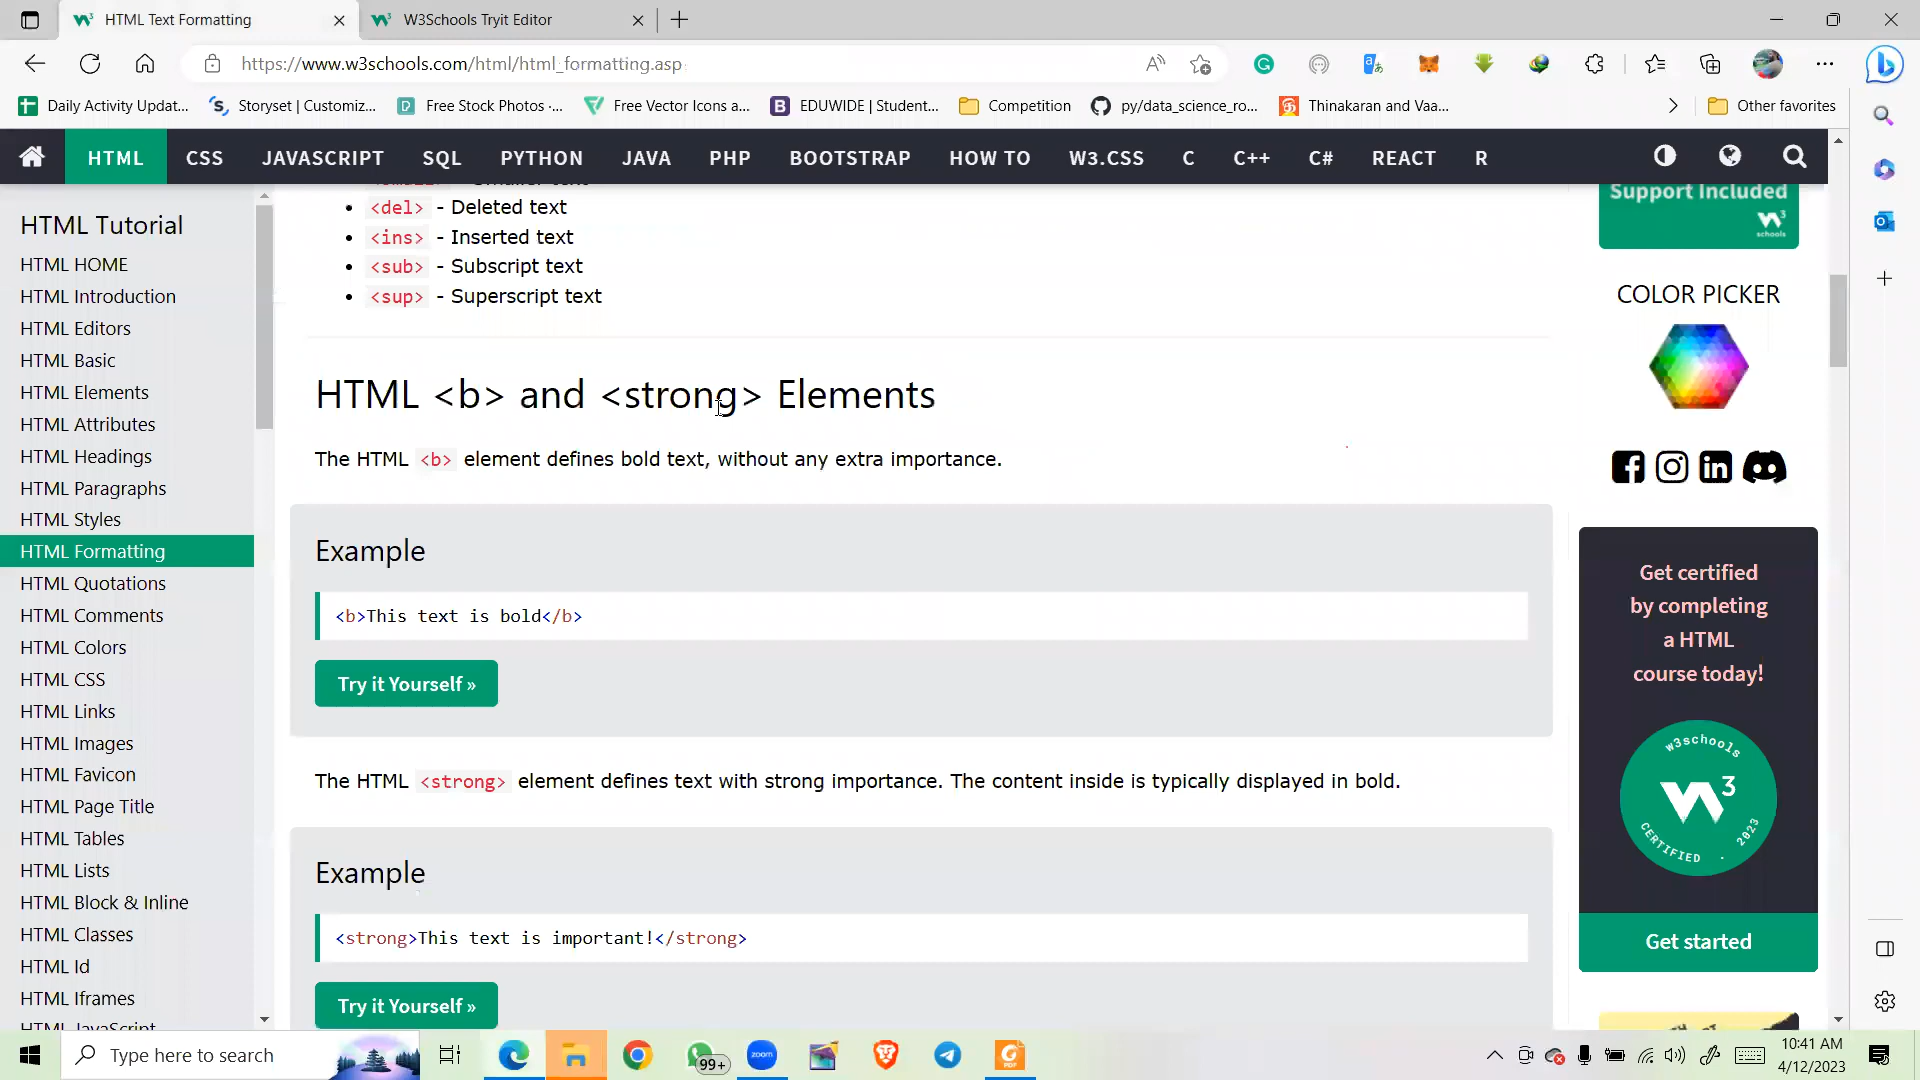 HTML Text Formatting
W3Schools Tryit Editor
https://www.w3schools.com/html/html_formatting.asp
Daily Activity Updat...
Storyset | Customiz...
Free Stock Photos ·...
Free Vector Icons a...
EDUWIDE | Student...
Competition
py/data_science_ro...
Thinakaran and Vaa...
Other favorites
HTML CSS JAVASCRIPT SQL PYTHON JAVA PHP BOOTSTRAP HOW TO W3.CSS C C++ C# REACT R
HTML Tutorial
HTML HOME
HTML Introduction
HTML Editors
HTML Basic
HTML Elements
HTML Attributes
HTML Headings
HTML Paragraphs
HTML Styles
HTML Formatting
HTML Quotations
HTML Comments
HTML Colors
HTML CSS
HTML Links
HTML Images
HTML Favicon
HTML Page Title
HTML Tables
HTML Lists
HTML Block & Inline
HTML Classes
HTML Id
HTML Iframes
HTML JavaScript
<del> - Deleted text
<ins> - Inserted text
<sub> - Subscript text
<sup> - Superscript text
HTML <b> and <strong> Elements
The HTML <b> element defines bold text, without any extra importance.
Example
<b>This text is bold</b>
Try it Yourself »
The HTML <strong> element defines text with strong importance. The content inside is typically displayed in bold.
Example
<strong>This text is important!</strong>
Try it Yourself »
Support Included
w3
schools
COLOR PICKER
Get certified
by completing
a HTML
course today!
w3schools
w3
CERTIFIED . 2023
Get started
Type here to search
99+
zoom
PDF
10:41 AM
4/12/2023